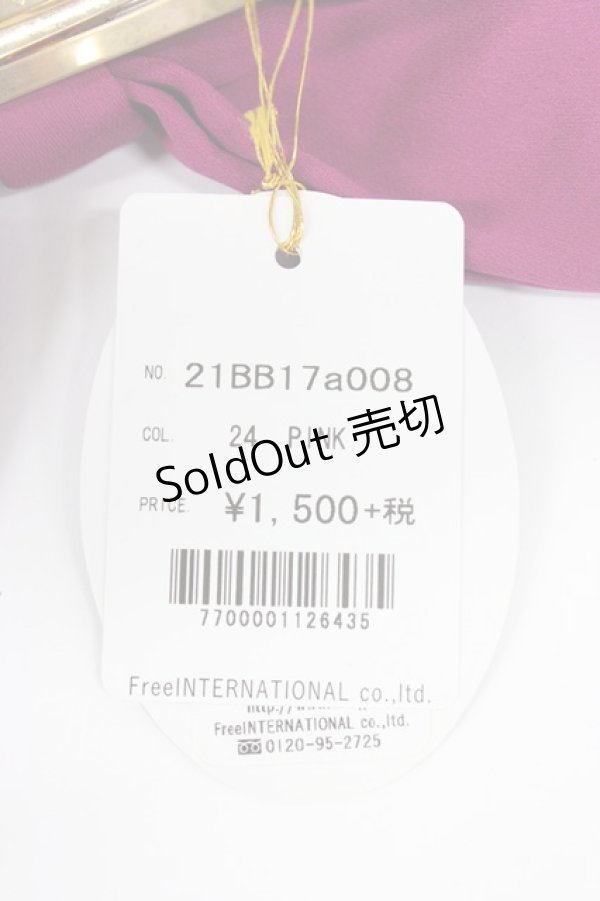 NO. 21BB17a008
COL. 24 PINK
SoldOut 売切
PRICE. ¥1,500+税
7700001126435
FreeINTERNATIONAL co.,ltd.
FreeINTERNATIONAL co.,ltd.
0120-95-2725